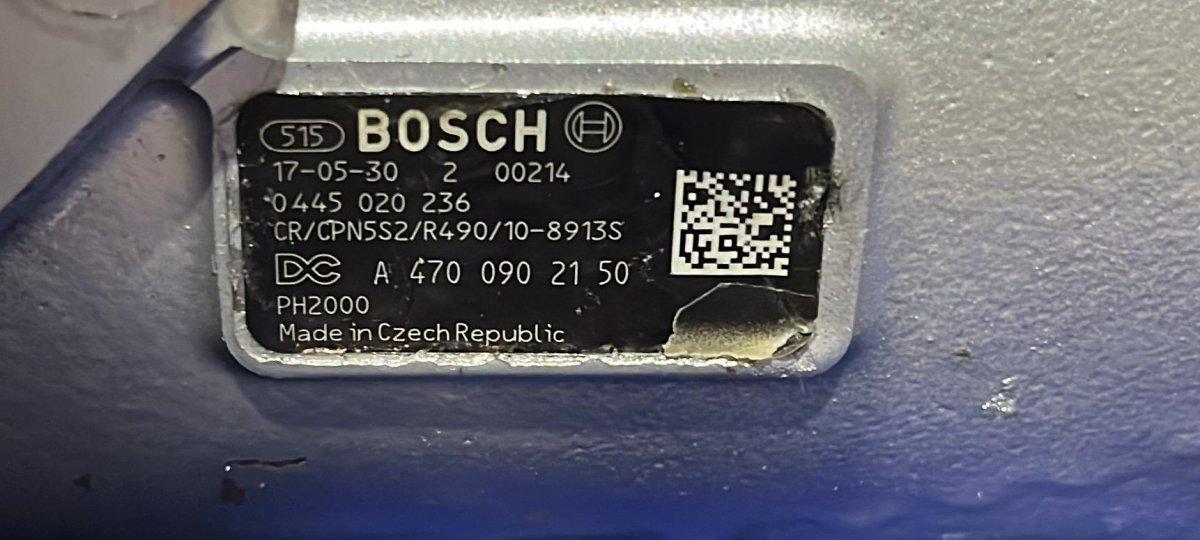 515 BOSCH
17-05-30 2 00214
0445 020 236
CR/CPN5S2/R490/10-8913S
DC A 470 090 21 50
PH2000
Made in Czech Republic